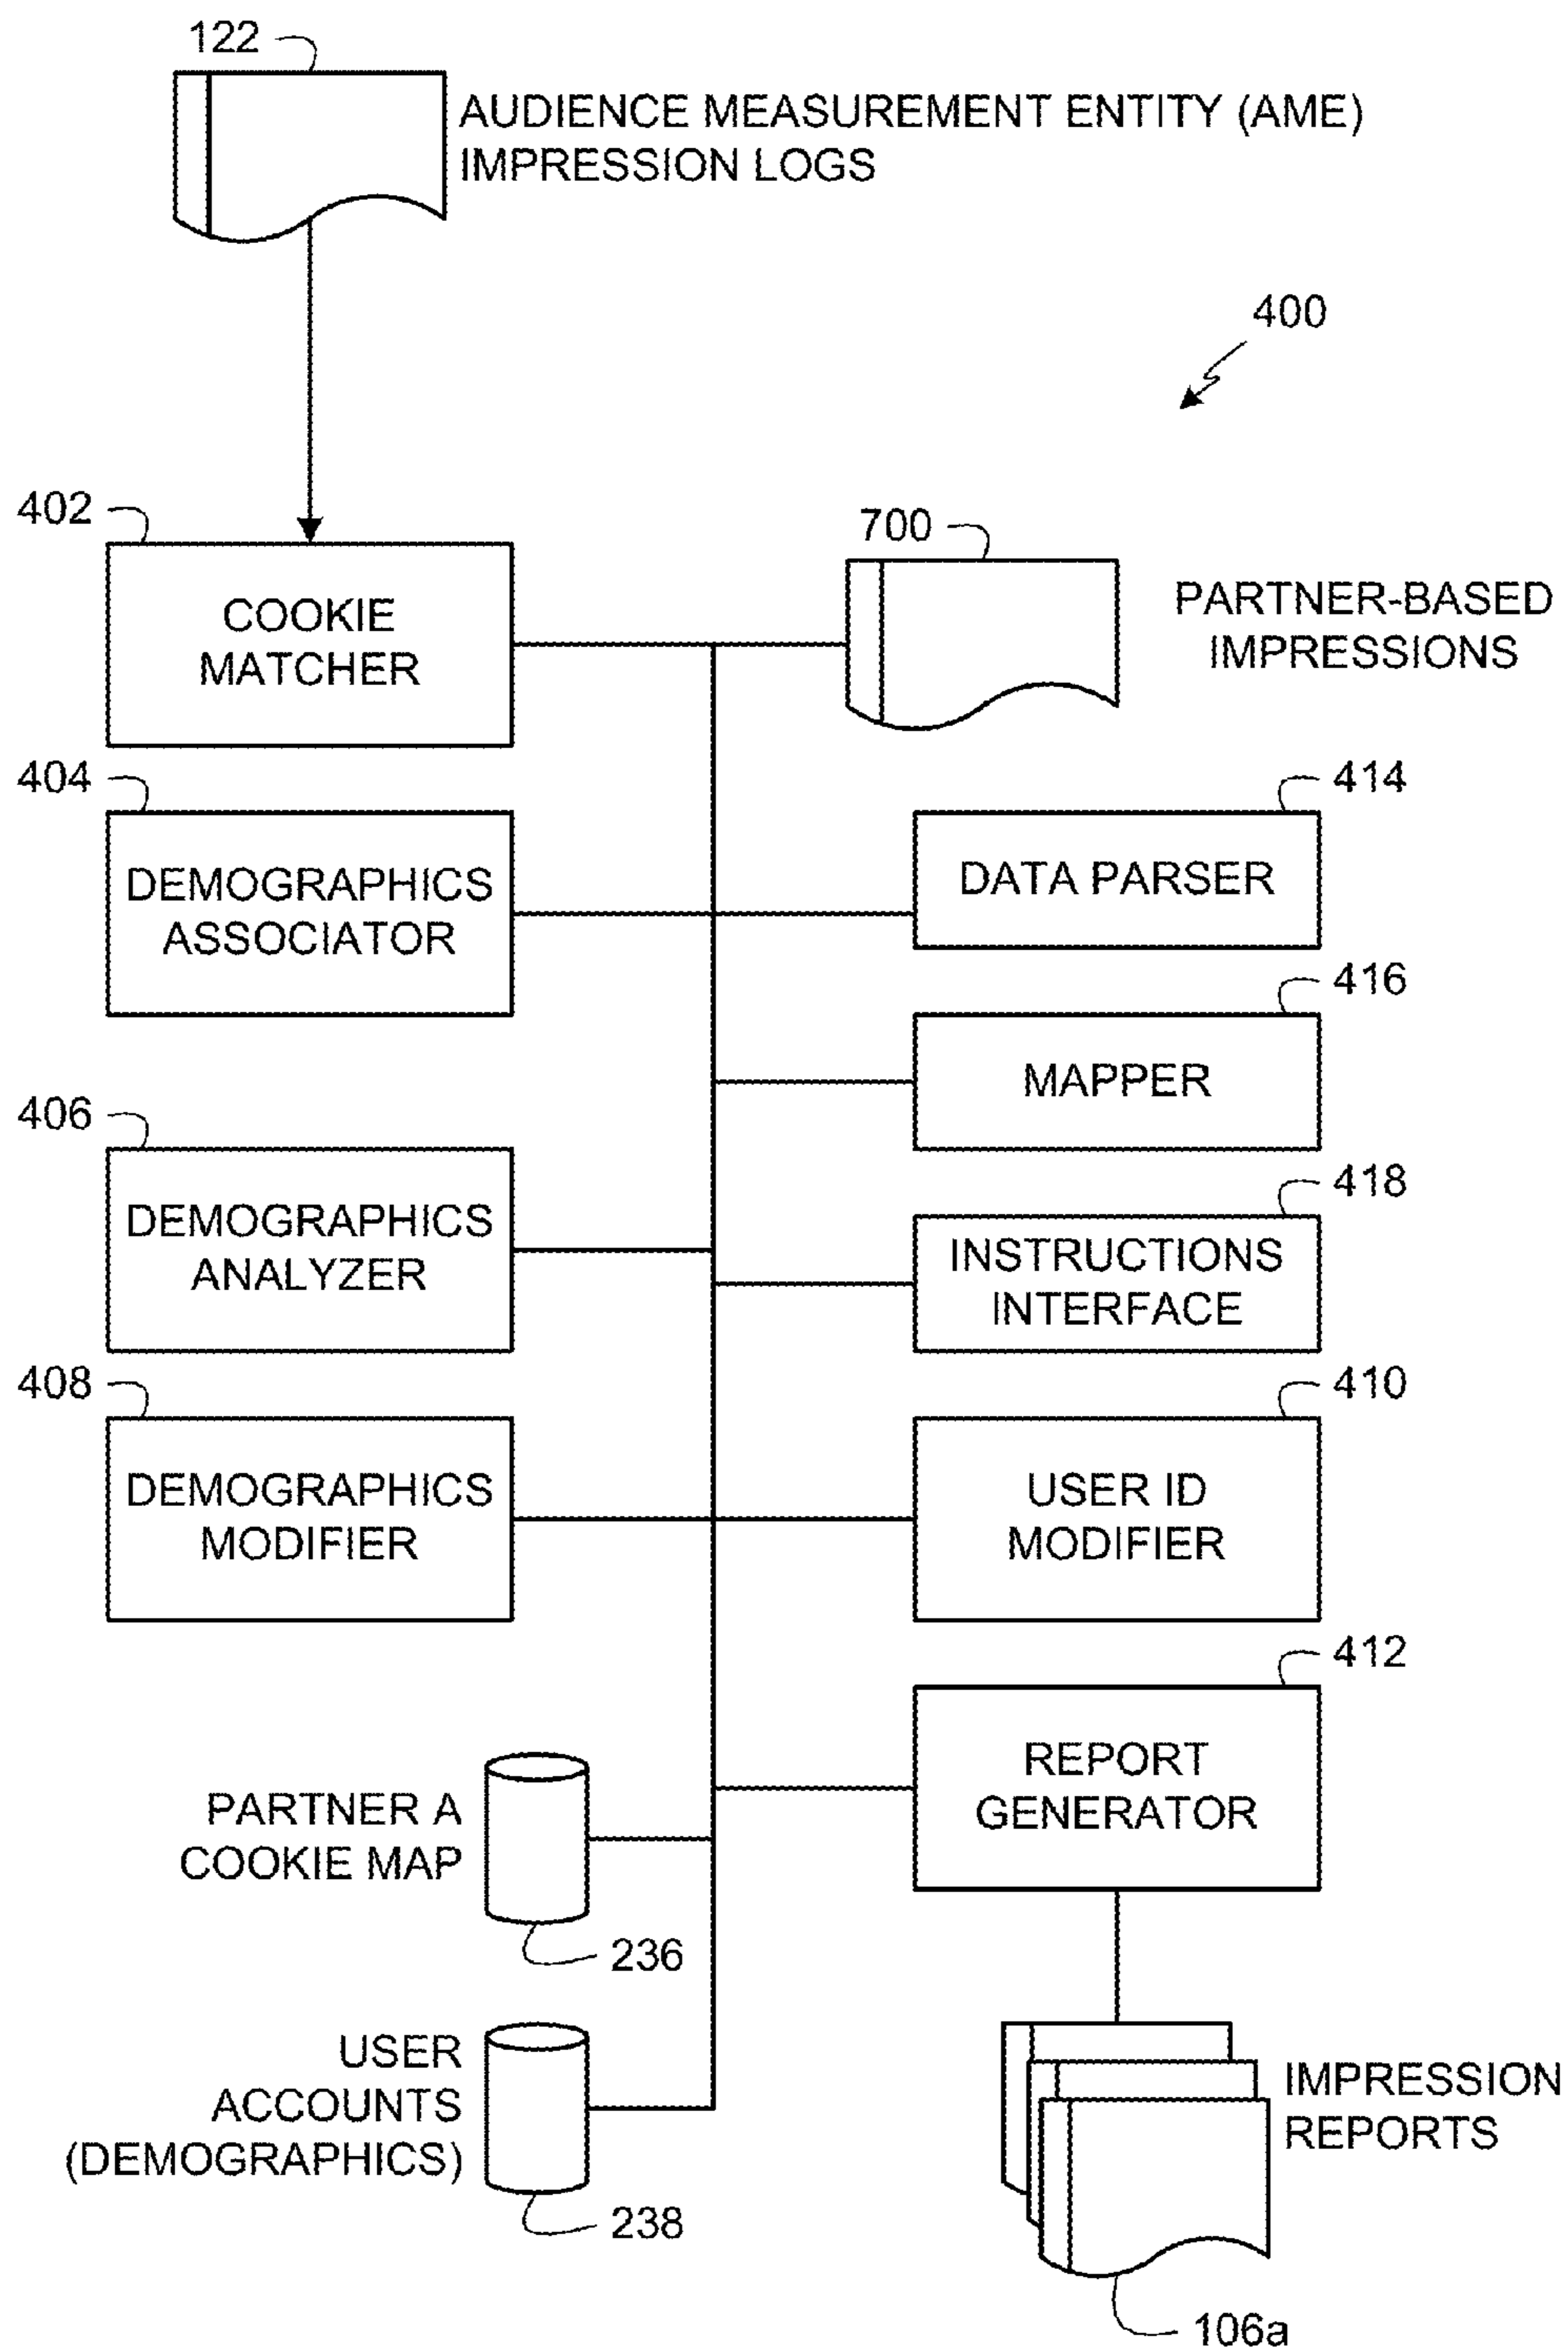 122
AUDIENCE MEASUREMENT ENTITY (AME)
IMPRESSION LOGS
400
402
COOKIE
MATCHER
700
PARTNER-BASED
IMPRESSIONS
404
DEMOGRAPHICS
ASSOCIATOR
414
DATA PARSER
416
MAPPER
406
DEMOGRAPHICS
ANALYZER
418
INSTRUCTIONS
INTERFACE
408
DEMOGRAPHICS
MODIFIER
410
USER ID
MODIFIER
412
REPORT
GENERATOR
PARTNER A
COOKIE MAP
236
USER
ACCOUNTS
(DEMOGRAPHICS)
238
IMPRESSION
REPORTS
106a